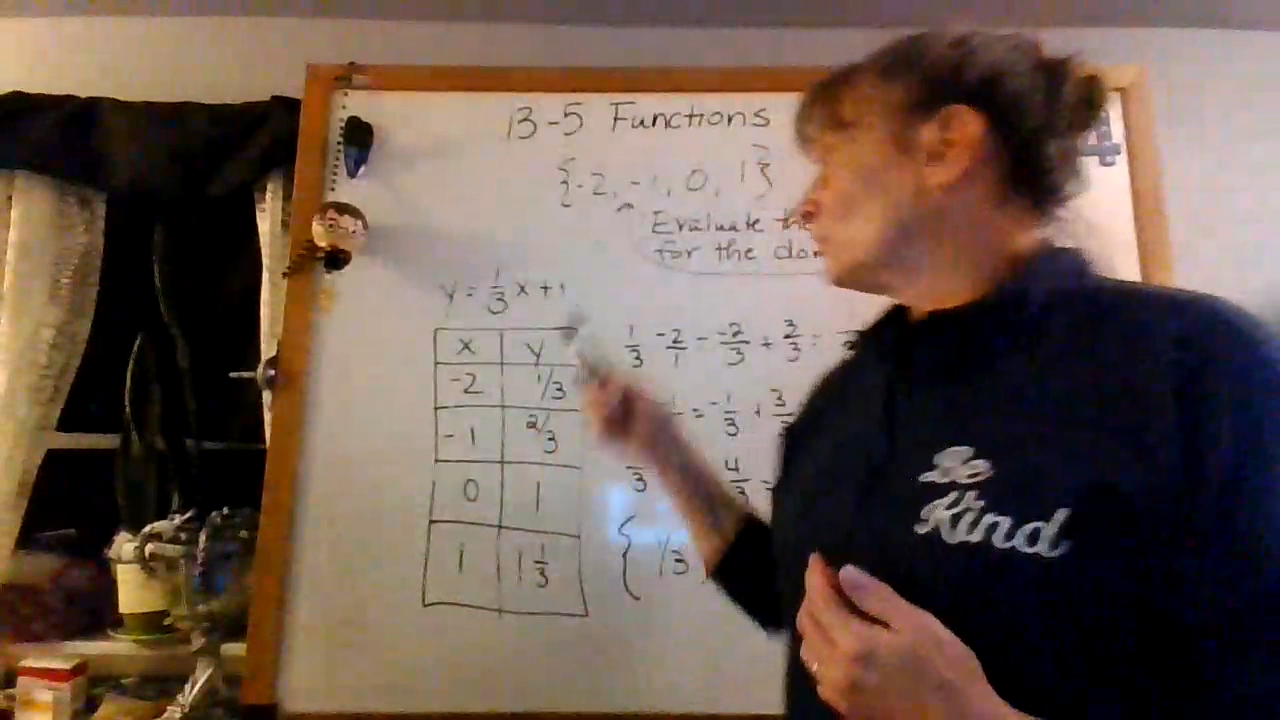 13-5 Functions
{-2, -1, 0, 1}
Evaluate the
for the
y = 1/3 x + 1
x y
-2 1/3
-1 2/3
0 1
1 1 1/3
1/3 -2/1 = -2/3 + 3/3 =
= -1/3 + 3/
3 4/3 =
{ 1/3
4
Be
Kind